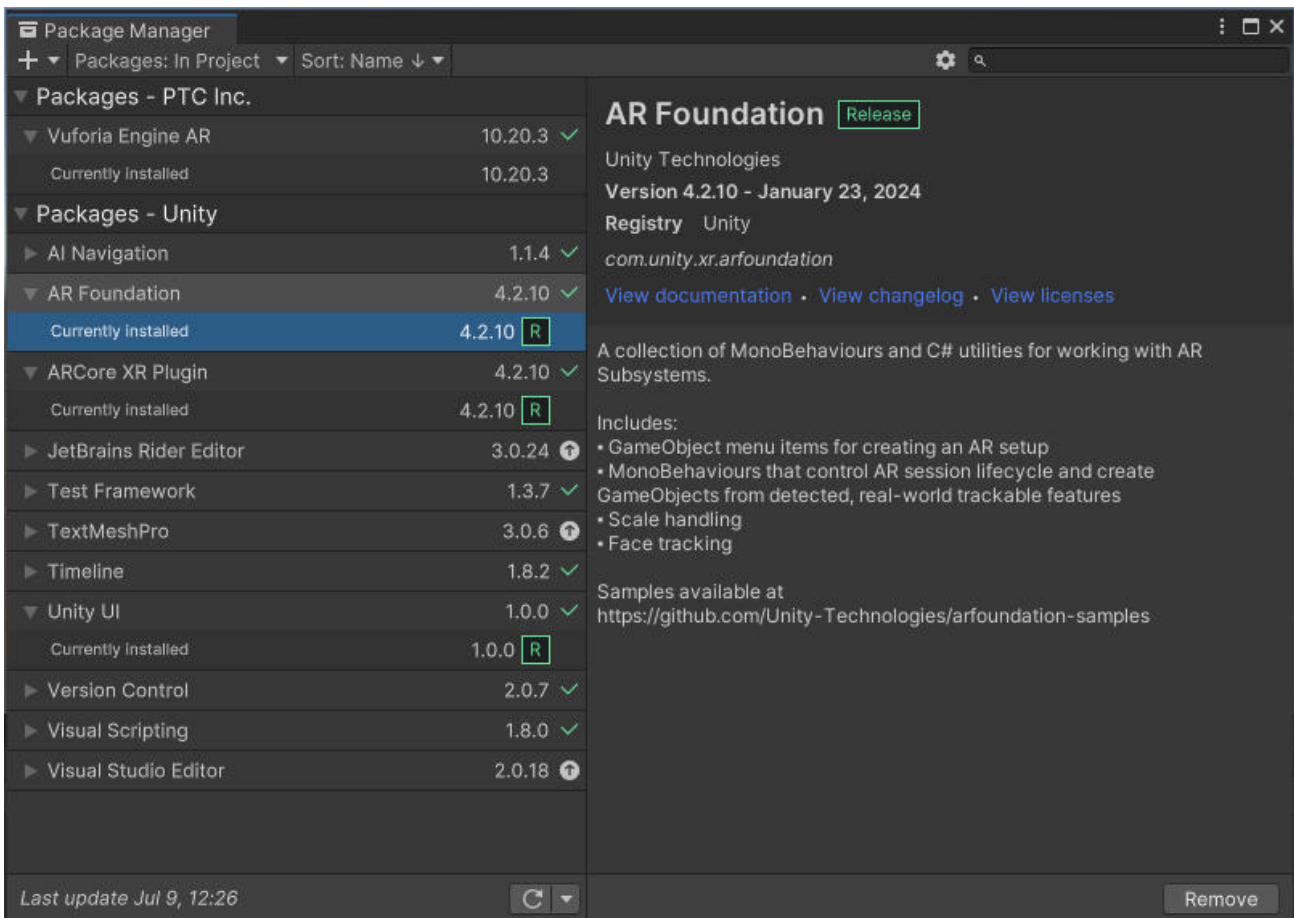 Package Manager
Packages: In Project Sort: Name ↓
Packages - PTC Inc.
Vuforia Engine AR 10.20.3
Currently installed 10.20.3
Packages - Unity
AI Navigation 1.1.4
AR Foundation 4.2.10
Currently installed 4.2.10 R
ARCore XR Plugin 4.2.10
Currently installed 4.2.10 R
JetBrains Rider Editor 3.0.24
Test Framework 1.3.7
TextMeshPro 3.0.6
Timeline 1.8.2
Unity UI 1.0.0
Currently installed 1.0.0 R
Version Control 2.0.7
Visual Scripting 1.8.0
Visual Studio Editor 2.0.18
Last update Jul 9, 12:26
AR Foundation Release
Unity Technologies
Version 4.2.10 - January 23, 2024
Registry Unity
com.unity.xr.arfoundation
View documentation • View changelog • View licenses
A collection of MonoBehaviours and C# utilities for working with AR
Subsystems.
Includes:
• GameObject menu items for creating an AR setup
• MonoBehaviours that control AR session lifecycle and create
GameObjects from detected, real-world trackable features
• Scale handling
• Face tracking
Samples available at
https://github.com/Unity-Technologies/arfoundation-samples
Remove